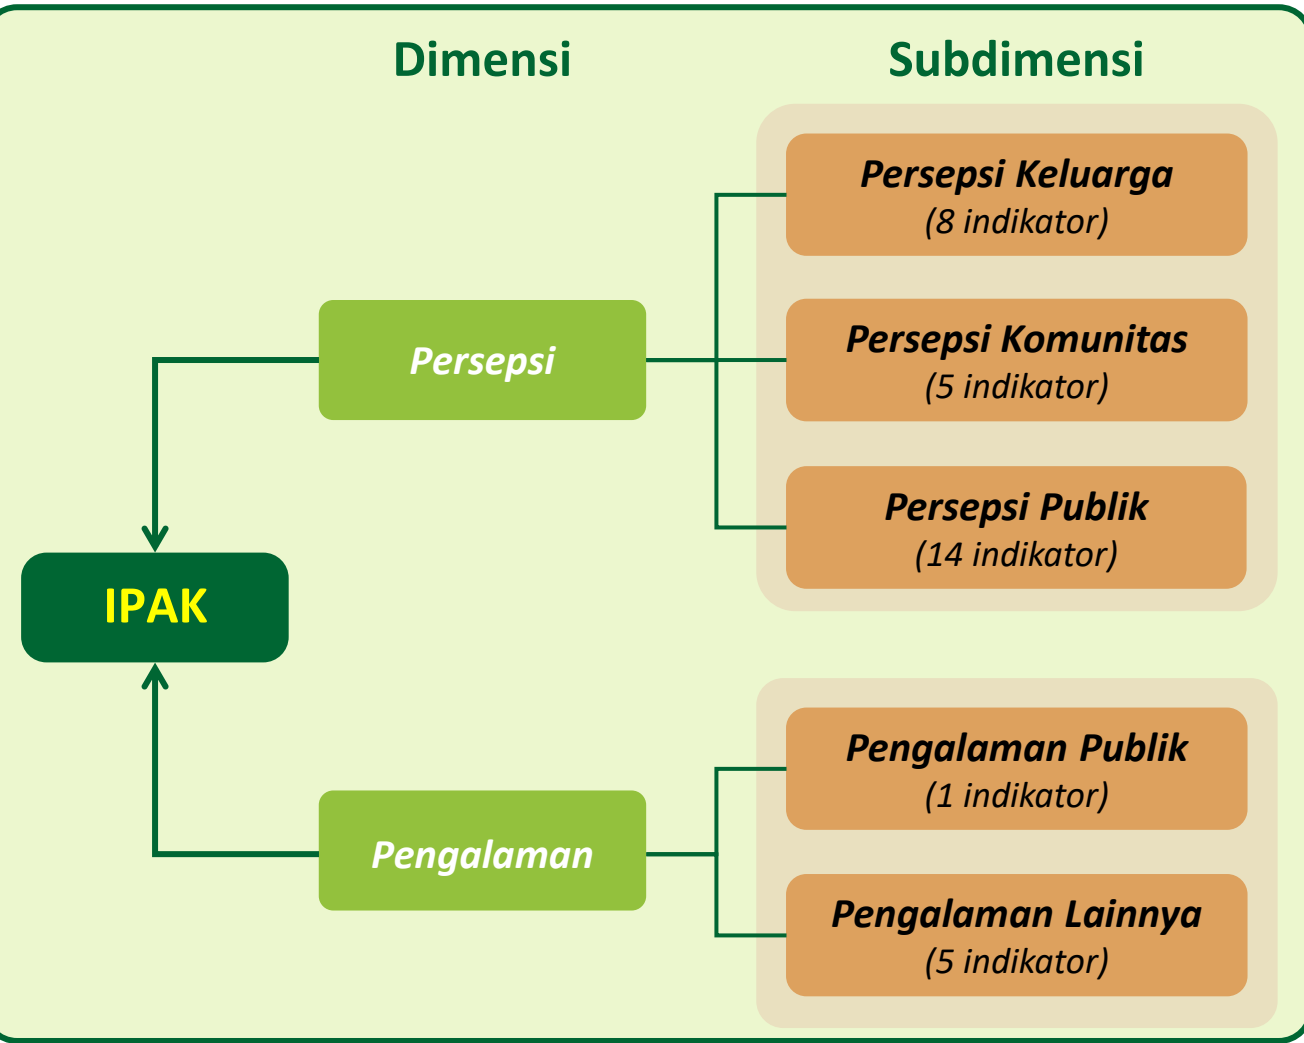 Dimensi
Subdimensi
Persepsi Keluarga
(8 indikator)
Persepsi
Persepsi Komunitas
(5 indikator)
Persepsi Publik
(14 indikator)
IPAK
Pengalaman Publik
(1 indikator)
Pengalaman
Pengalaman Lainnya
(5 indikator)